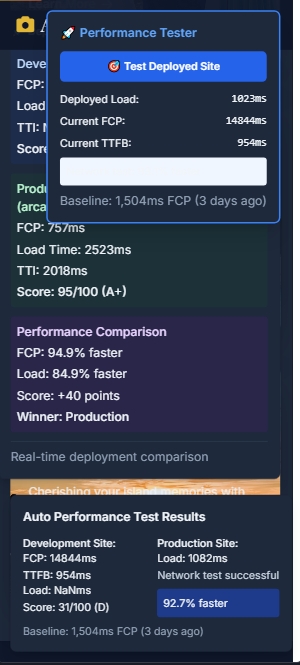 A
🚀 Performance Tester
🎯 Test Deployed Site
Deployed Load: 1023ms
Current FCP: 14844ms
Current TTFB: 954ms
Baseline: 1,504ms FCP (3 days ago)
Deve
FCP:
Load
TTI: N
Score
Produ
(arca
FCP: 757ms
Load Time: 2523ms
TTI: 2018ms
Score: 95/100 (A+)
Performance Comparison
FCP: 94.9% faster
Load: 84.9% faster
Score: +40 points
Winner: Production
Real-time deployment comparison
Cherishing your island memories with
Auto Performance Test Results
Development Site:
FCP: 14844ms
TTFB: 954ms
Load: NaNms
Score: 31/100 (D)
Production Site:
Load: 1082ms
Network test successful
92.7% faster
Baseline: 1,504ms FCP (3 days ago)